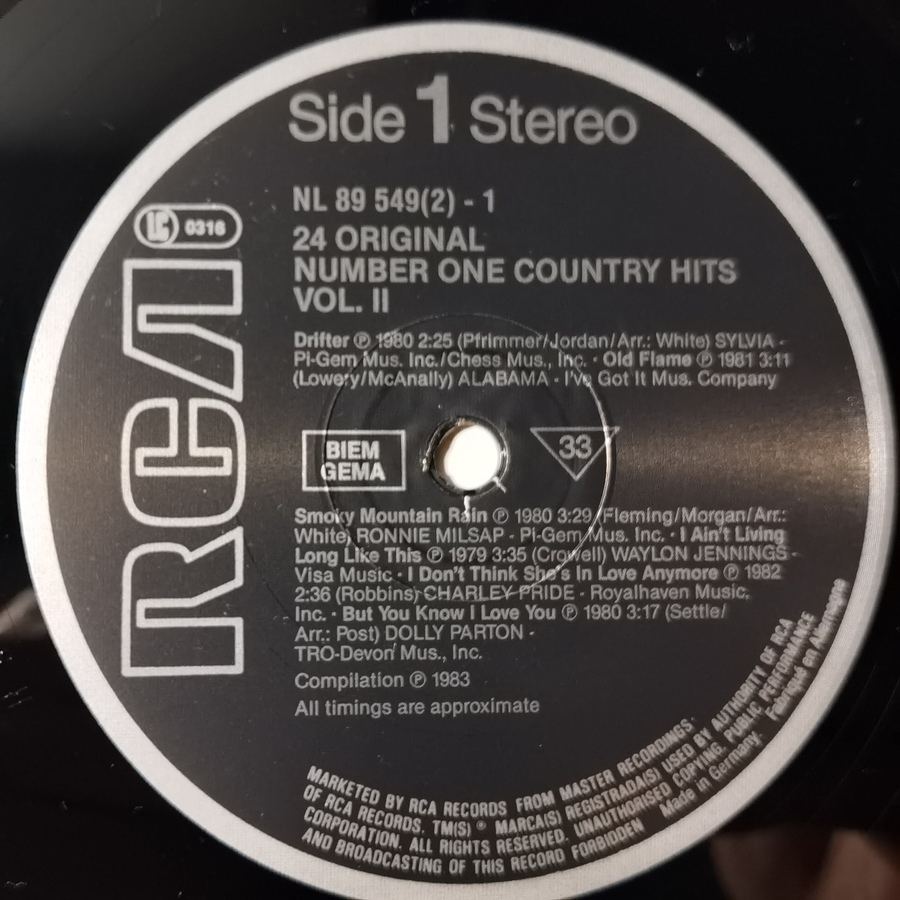 Side 1 Stereo
NL 89 549(2) - 1
LC 0316
RCA
24 ORIGINAL
NUMBER ONE COUNTRY HITS
VOL. II
Drifter ℗ 1980 2:25 (Pfrimmer/Jordan/Arr.: White) SYLVIA -
Pi-Gem Mus. Inc./Chess Mus., Inc. · Old Flame ℗ 1981 3:11
(Lowery/McAnally) ALABAMA - I've Got It Mus. Company
BIEM
GEMA
33
Smoky Mountain Rain ℗ 1980 3:29 (Fleming/Morgan/Arr.:
White) RONNIE MILSAP - Pi-Gem Mus. Inc. · I Ain't Living
Long Like This ℗ 1979 3:35 (Crowell) WAYLON JENNINGS -
Visa Music · I Don't Think She's In Love Anymore ℗ 1982
2:36 (Robbins) CHARLEY PRIDE - Royalhaven Music,
Inc. · But You Know I Love You ℗ 1980 3:17 (Settle/
Arr.: Post) DOLLY PARTON -
TRO-Devon Mus., Inc.
Compilation ℗ 1983
All timings are approximate
MARKETED BY RCA RECORDS FROM MASTER RECORDINGS
OF RCA RECORDS. TM(S) ® MARCA(S) REGISTRADA(S) USED BY AUTHORITY OF RCA
CORPORATION. ALL RIGHTS RESERVED. UNAUTHORISED COPYING, PUBLIC PERFORMANCE
AND BROADCASTING OF THIS RECORD FORBIDDEN Made in Germany. Fabriqué en Allemagne